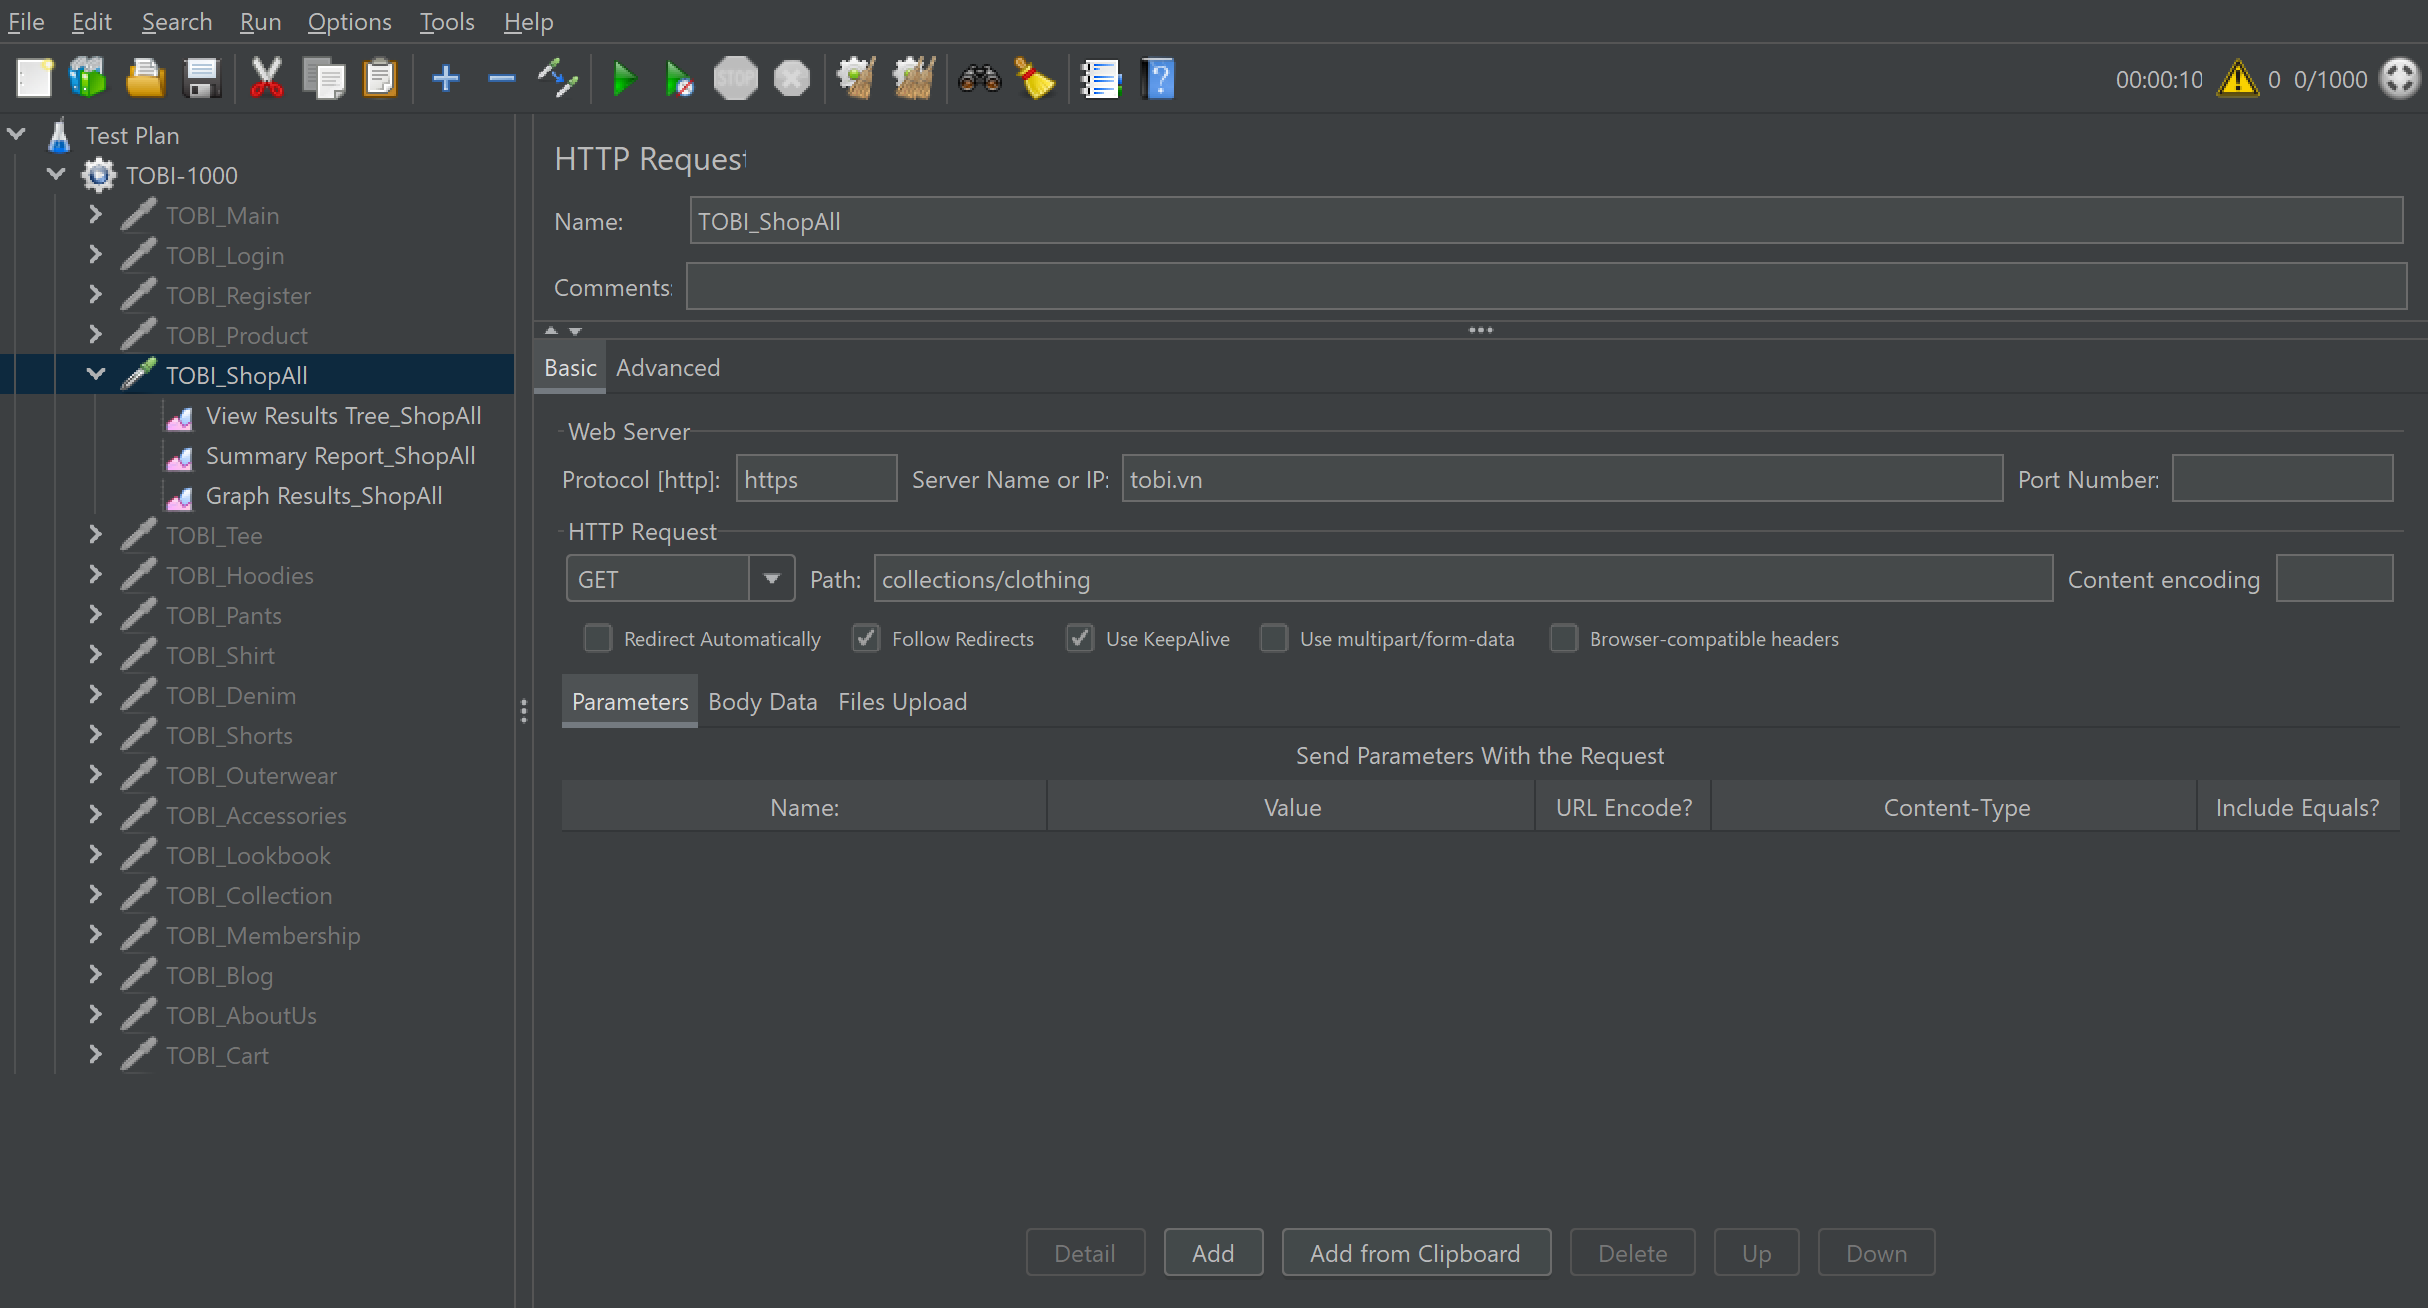 File Edit Search Run Options Tools Help
STOP
00:00:10 0 0/1000
Test Plan
TOBI-1000
TOBI_Main
TOBI_Login
TOBI_Register
TOBI_Product
TOBI_ShopAll
View Results Tree_ShopAll
Summary Report_ShopAll
Graph Results_ShopAll
TOBI_Tee
TOBI_Hoodies
TOBI_Pants
TOBI_Shirt
TOBI_Denim
TOBI_Shorts
TOBI_Outerwear
TOBI_Accessories
TOBI_Lookbook
TOBI_Collection
TOBI_Membership
TOBI_Blog
TOBI_AboutUs
TOBI_Cart
HTTP Request
Name: TOBI_ShopAll
Comments:
Basic Advanced
Web Server
Protocol [http]: https Server Name or IP: tobi.vn Port Number:
HTTP Request
GET Path: collections/clothing Content encoding
Redirect Automatically Follow Redirects Use KeepAlive Use multipart/form-data Browser-compatible headers
Parameters Body Data Files Upload
Send Parameters With the Request
Name: Value URL Encode? Content-Type Include Equals?
Detail Add Add from Clipboard Delete Up Down